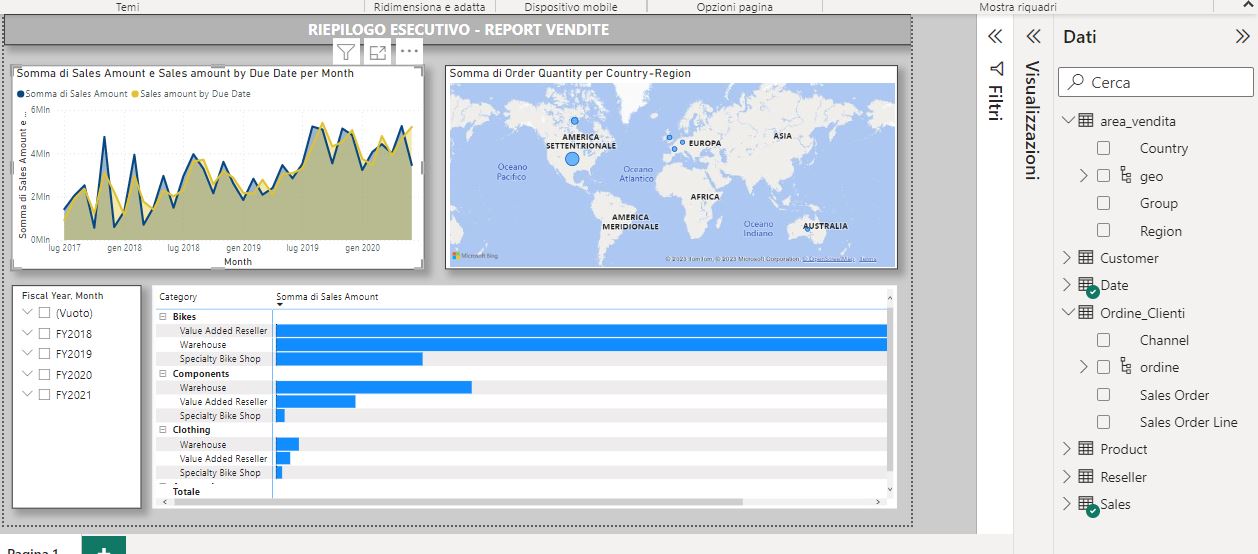 Temi
Ridimensiona e adatta
Dispositivo mobile
Opzioni pagina
Mostra riquadri
RIEPILOGO ESECUTIVO - REPORT VENDITE
Somma di Sales Amount e Sales amount by Due Date per Month
Somma di Sales Amount
Sales amount by Due Date
Somma di Sales Amount e ...
6Mln
4Mln
2Mln
0Mln
lug 2017
gen 2018
lug 2018
gen 2019
lug 2019
gen 2020
Month
Somma di Order Quantity per Country-Region
AMERICA
SETTENTRIONALE
EUROPA
ASIA
Oceano
Pacifico
Oceano
Atlantico
AFRICA
AMERICA
MERIDIONALE
Oceano
Indiano
AUSTRALIA
Microsoft Bing
© 2023 TomTom, © 2023 Microsoft Corporation, © OpenStreetMap Terms
Fiscal Year, Month
(Vuoto)
FY2018
FY2019
FY2020
FY2021
Category
Somma di Sales Amount
Bikes
Value Added Reseller
Warehouse
Specialty Bike Shop
Components
Warehouse
Value Added Reseller
Specialty Bike Shop
Clothing
Warehouse
Value Added Reseller
Specialty Bike Shop
Totale
Filtri
Visualizzazioni
Dati
Cerca
area_vendita
Country
geo
Group
Region
Customer
Date
Ordine_Clienti
Channel
ordine
Sales Order
Sales Order Line
Product
Reseller
Sales
Pagina 1